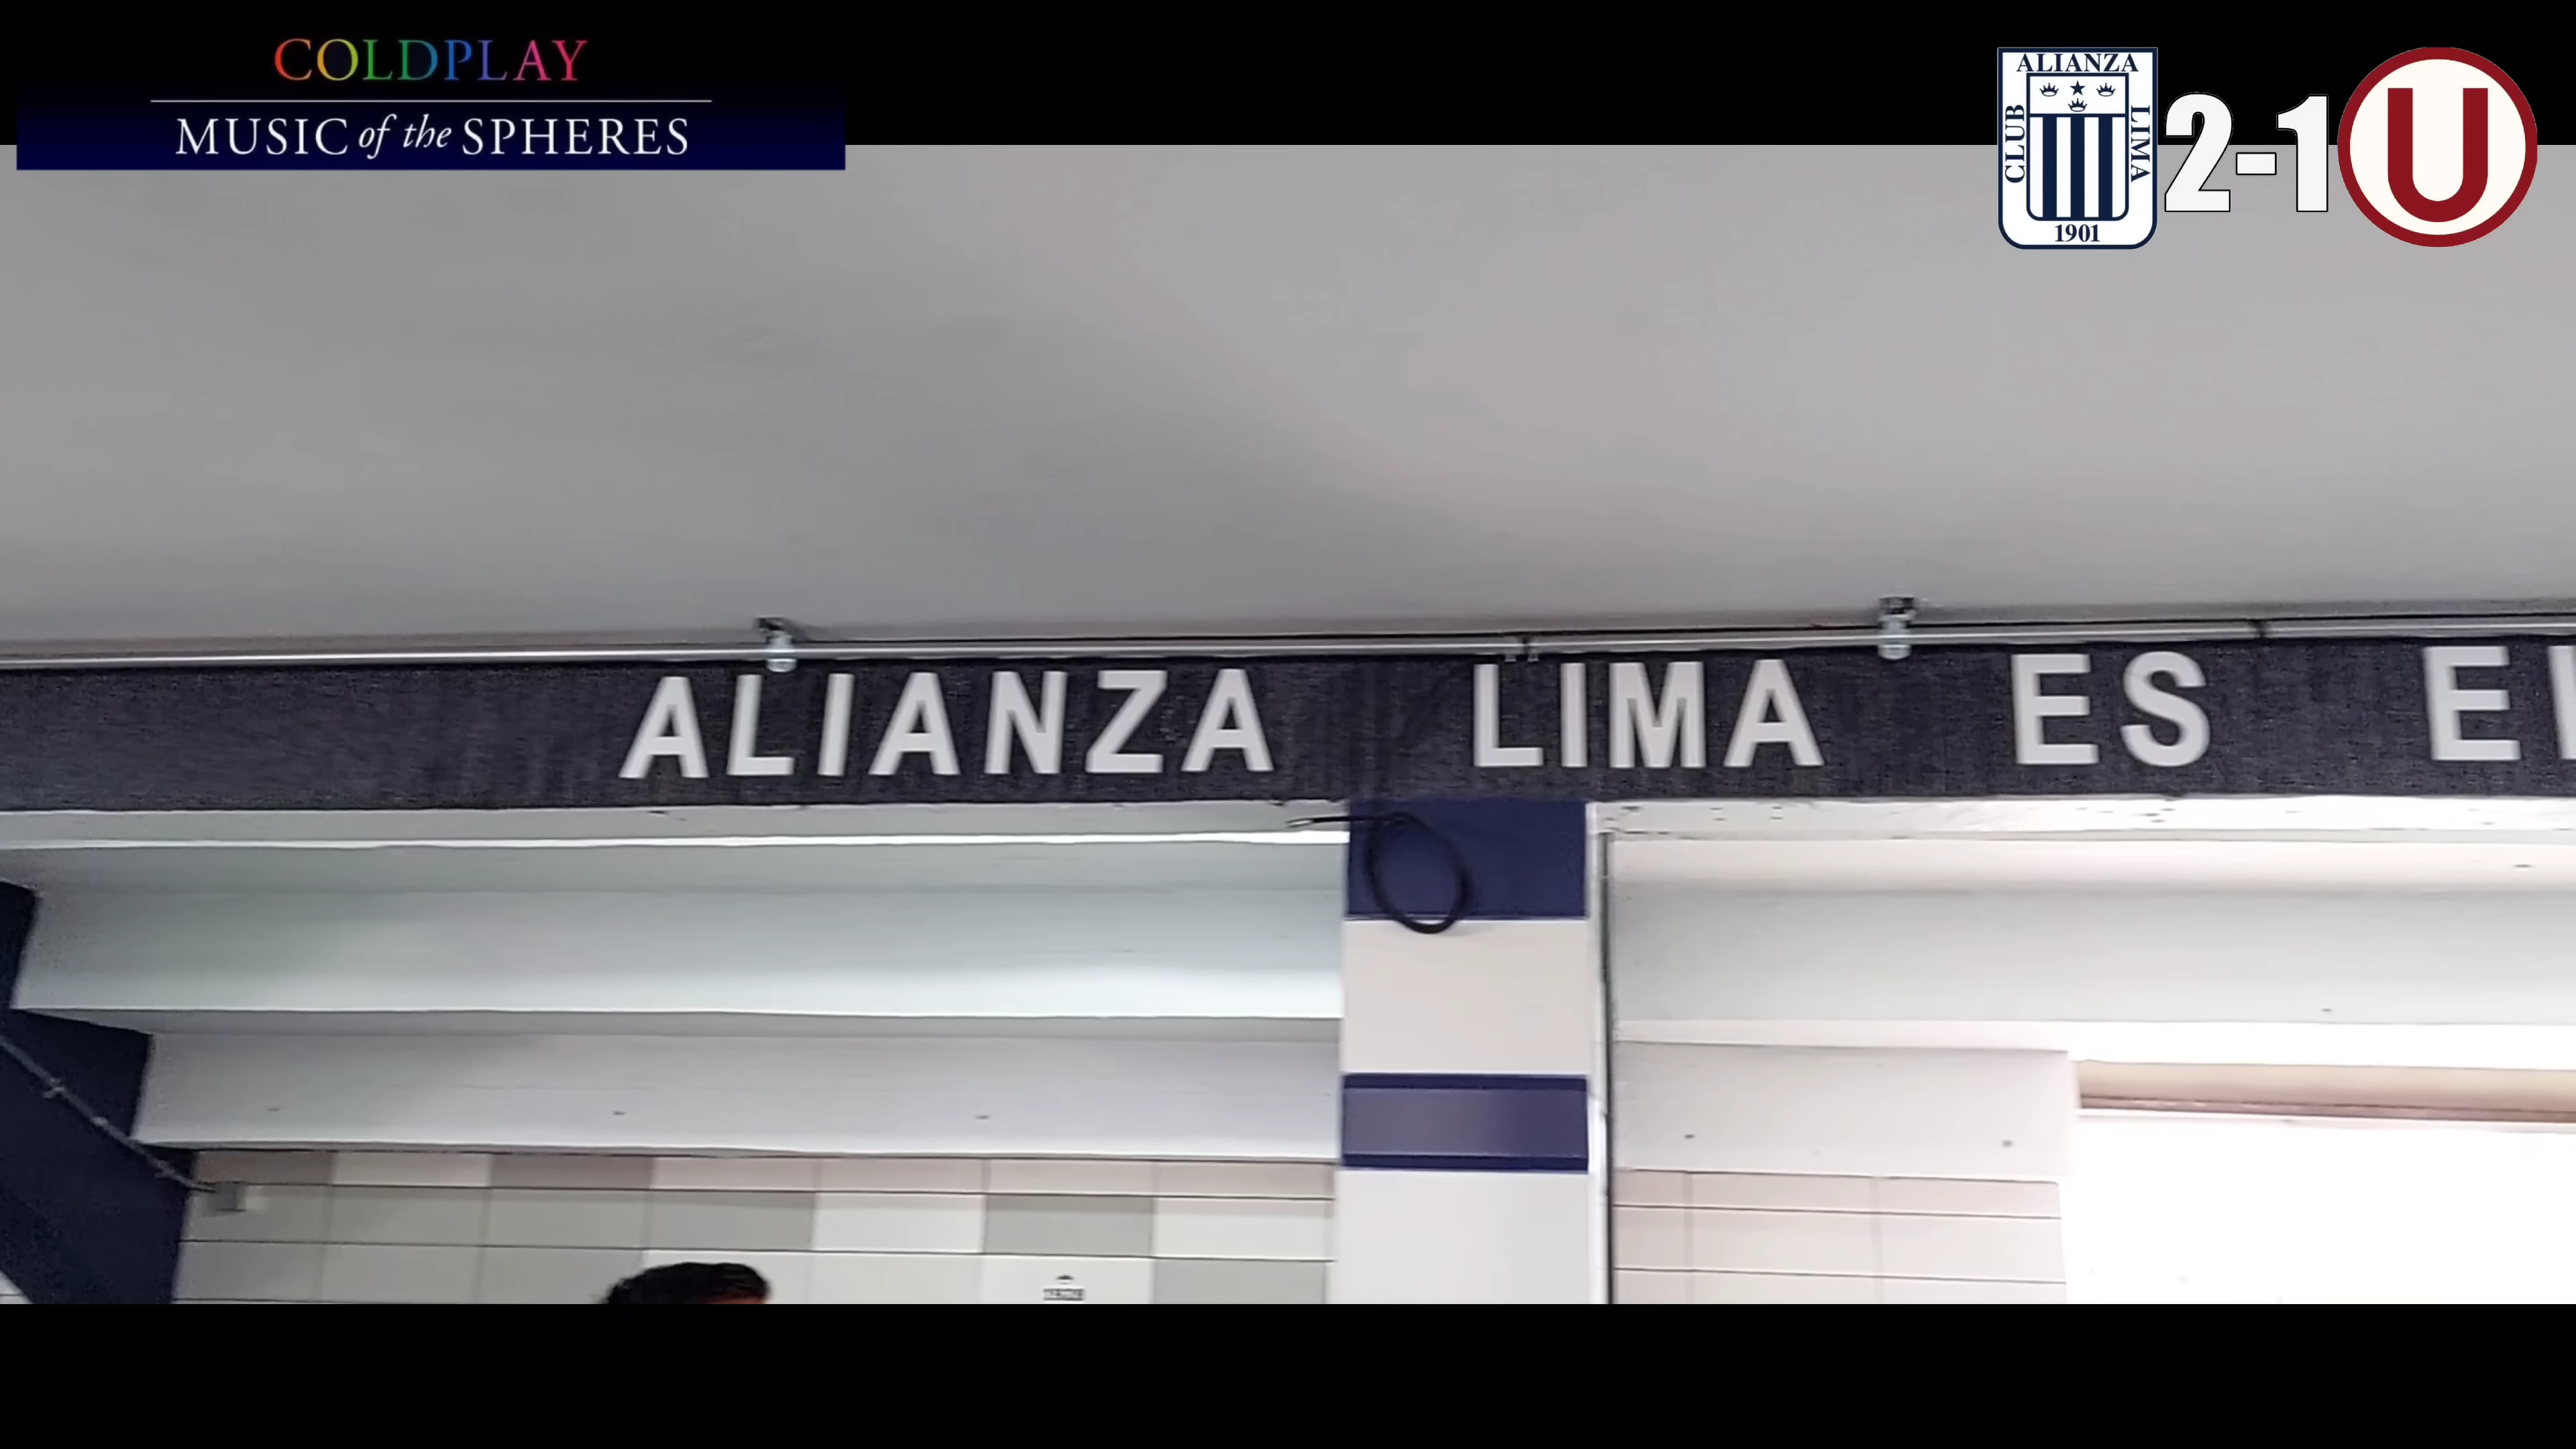 COLDPLAY
MUSIC of the SPHERES
ALIANZA
CLUB
LIMA
1901
2-1
U
ALIANZA LIMA ES